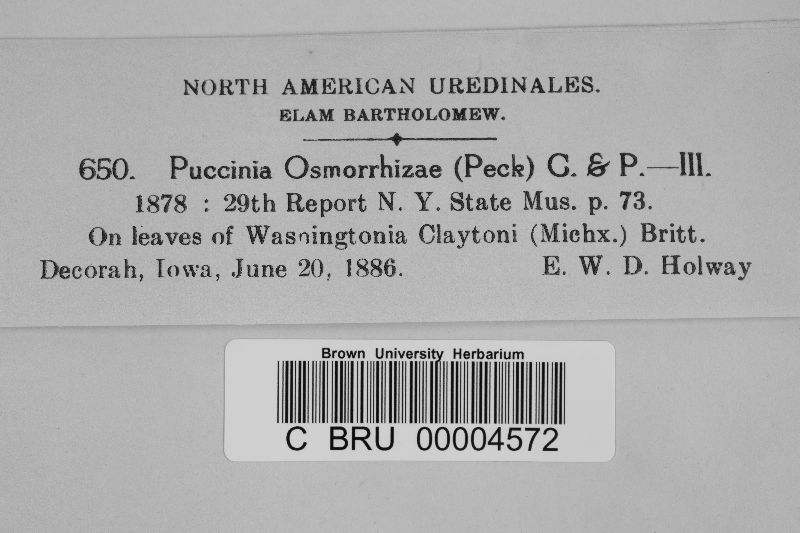 NORTH AMERICAN UREDINALES.
ELAM BARTHOLOMEW.
650. Puccinia Osmorrhizae (Peck) C. & P.—III.
1878 : 29th Report N. Y. State Mus. p. 73.
On leaves of Washingtonia Claytoni (Michx.) Britt.
Decorah, Iowa, June 20, 1886. E. W. D. Holway
Brown University Herbarium
C BRU 00004572